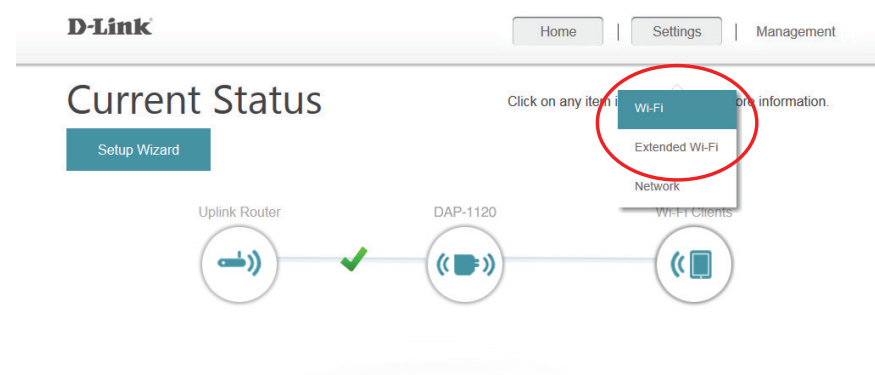 D-Link
Home | Settings | Management
Current Status
Click on any item i ore information.
Wi-Fi
Setup Wizard
Extended Wi-Fi
Network
Uplink Router
DAP-1120
Wi-Fi Clients